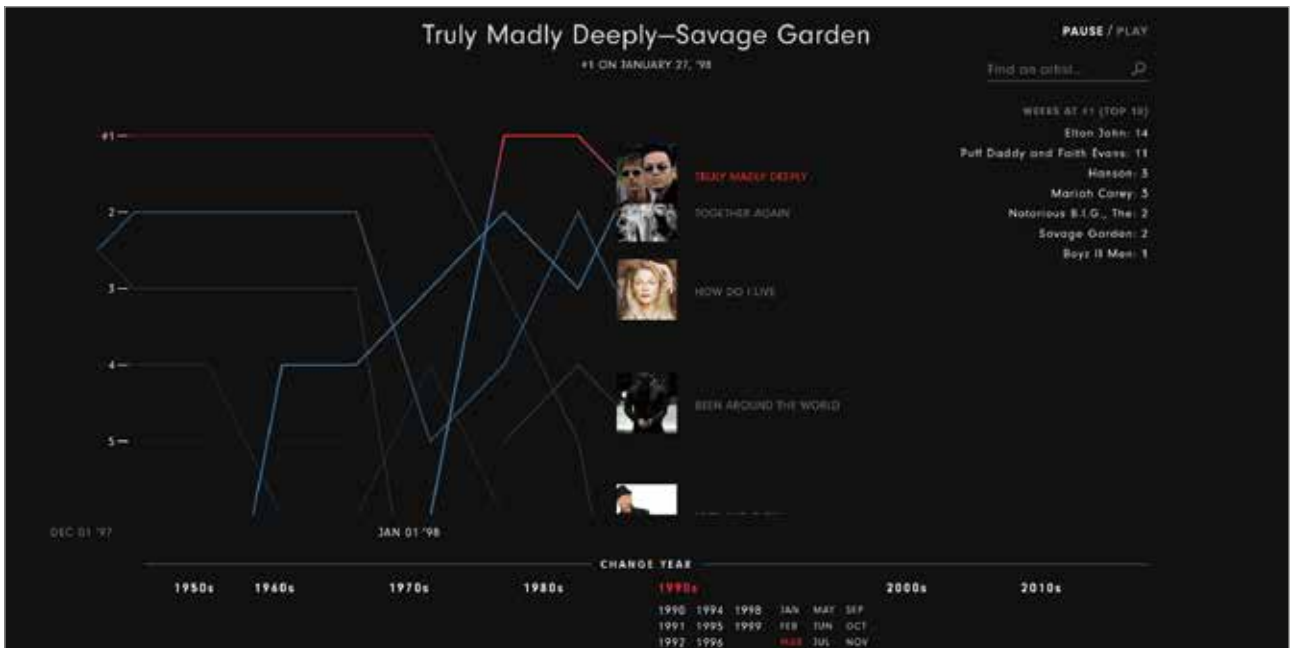 Truly Madly Deeply—Savage Garden
#1 ON JANUARY 27, '98
PAUSE / PLAY
Find an artist...
WEEKS AT #1 (TOP 10)
Elton John: 14
Puff Daddy and Faith Evans: 11
Hanson: 3
Mariah Carey: 3
Notorious B.I.G., The: 2
Savage Garden: 2
Boyz II Men: 1
#1
2
3
4
5
TRULY MADLY DEEPLY
TOGETHER AGAIN
HOW DO I LIVE
BEEN AROUND THE WORLD
DEC 01 '97
JAN 01 '98
CHANGE YEAR
1950s 1960s 1970s 1980s 1990s 2000s 2010s
1990 1994 1998 JAN MAY SEP
1991 1995 1999 FEB JUN OCT
1992 1996 MAR JUL NOV